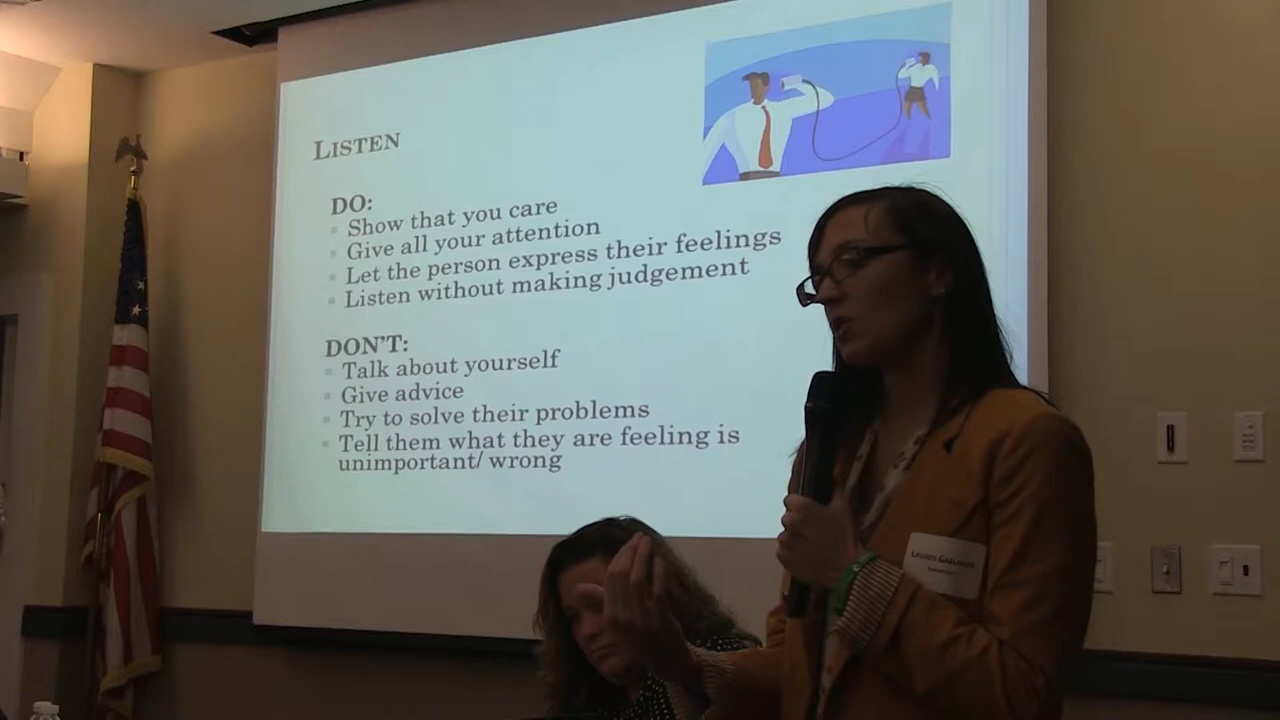 LISTEN
DO:
Show that you care
Give all your attention
Let the person express their feelings
Listen without making judgement
DON'T:
Talk about yourself
Give advice
Try to solve their problems
Tell them what they are feeling is
unimportant/ wrong
LAUREN